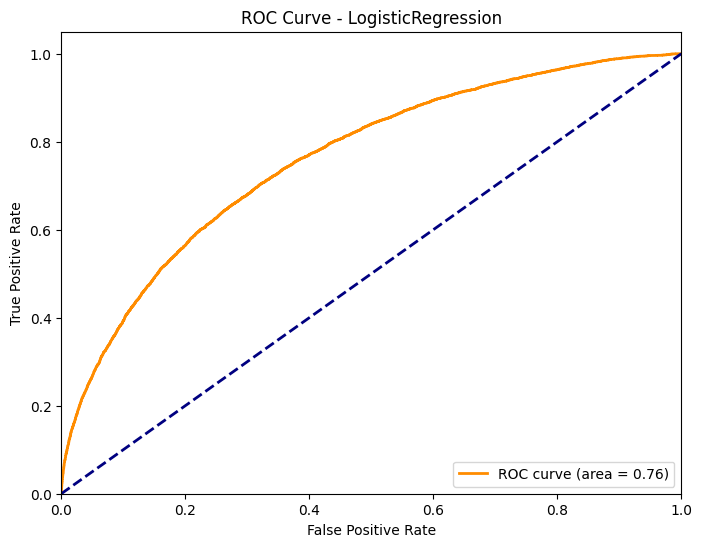 ROC Curve - LogisticRegression
True Positive Rate
1.0
0.8
0.6
0.4
0.2
0.0
ROC curve (area = 0.76)
0.0 0.2 0.4 0.6 0.8 1.0
False Positive Rate